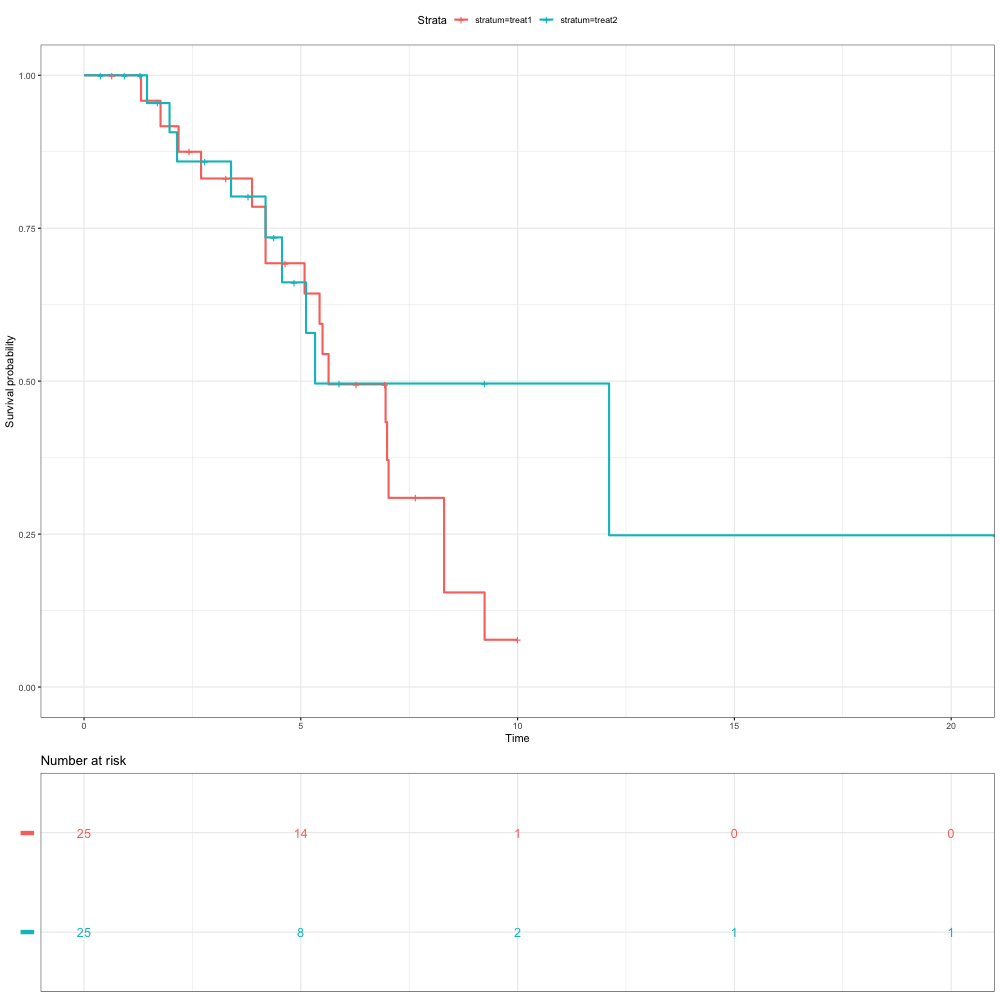 Strata stratum=treat1 stratum=treat2
1.00
0.75
0.50
0.25
0.00
Survival probability
0 5 10 15 20
Time
Number at risk
25 14 1 0 0
25 8 2 1 1